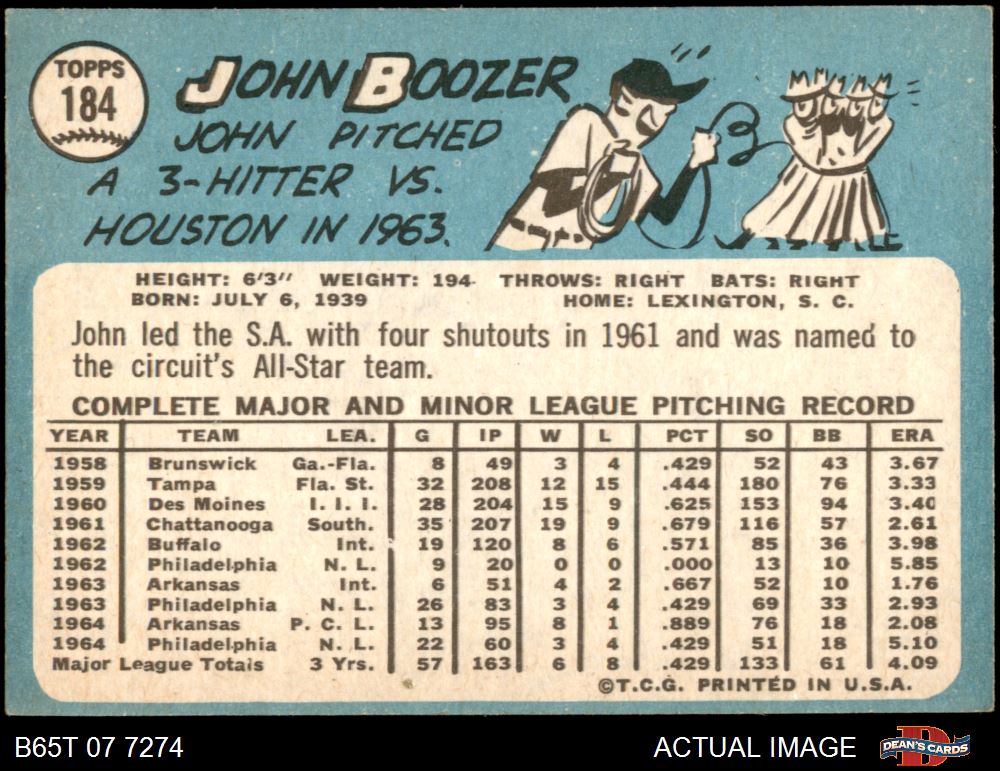 TOPPS
184
JOHN BOOZER
JOHN PITCHED
A 3-HITTER VS.
HOUSTON IN 1963.
HEIGHT: 6'3" WEIGHT: 194 THROWS: RIGHT BATS: RIGHT
BORN: JULY 6, 1939 HOME: LEXINGTON, S. C.
John led the S.A. with four shutouts in 1961 and was named to
the circuit's All-Star team.
COMPLETE MAJOR AND MINOR LEAGUE PITCHING RECORD
YEAR TEAM LEA. G IP W L PCT SO BB ERA
1958 Brunswick Ga.-Fla. 8 49 3 4 .429 52 43 3.67
1959 Tampa Fla. St. 32 208 12 15 .444 180 76 3.33
1960 Des Moines I. I. I. 28 204 15 9 .625 153 94 3.40
1961 Chattanooga South. 35 207 19 9 .679 116 57 2.61
1962 Buffalo Int. 19 120 8 6 .571 85 36 3.98
1962 Philadelphia N. L. 9 20 0 0 .000 13 10 5.85
1963 Arkansas Int. 6 51 4 2 .667 52 10 1.76
1963 Philadelphia N. L. 26 83 3 4 .429 69 33 2.93
1964 Arkansas P. C. L. 13 95 8 1 .889 76 18 2.08
1964 Philadelphia N. L. 22 60 3 4 .429 51 18 5.10
Major League Totals 3 Yrs. 57 163 6 8 .429 133 61 4.09
©T.C.G. PRINTED IN U.S.A.
B65T 07 7274 ACTUAL IMAGE DEAN'S CARDS